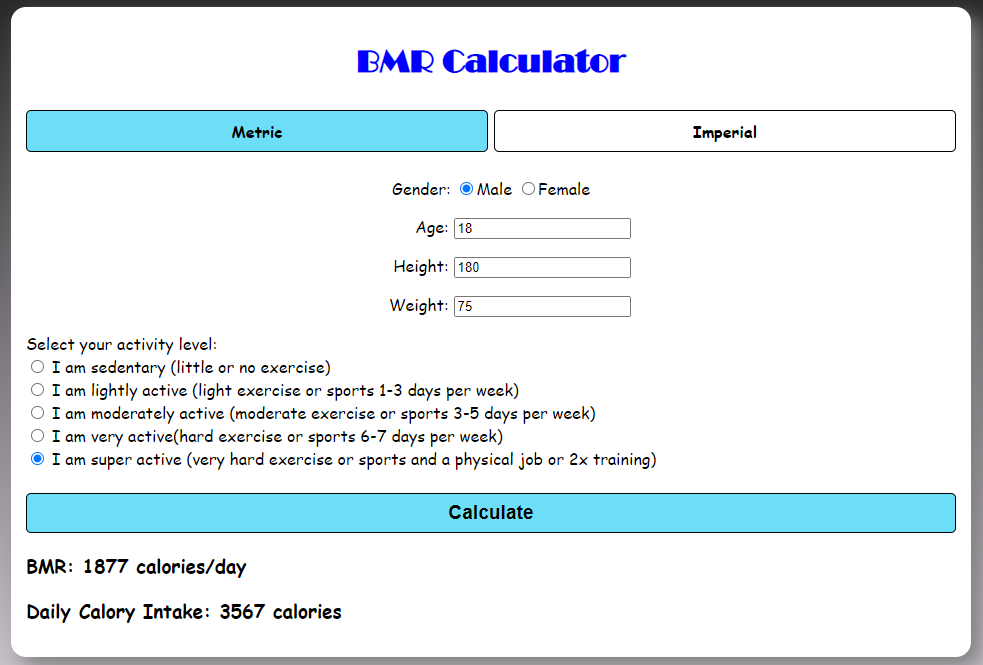 BMR Calculator
Metric Imperial
Gender: Male Female
Age: 18
Height: 180
Weight: 75
Select your activity level:
I am sedentary (little or no exercise)
I am lightly active (light exercise or sports 1-3 days per week)
I am moderately active (moderate exercise or sports 3-5 days per week)
I am very active(hard exercise or sports 6-7 days per week)
I am super active (very hard exercise or sports and a physical job or 2x training)
Calculate
BMR: 1877 calories/day
Daily Calory Intake: 3567 calories